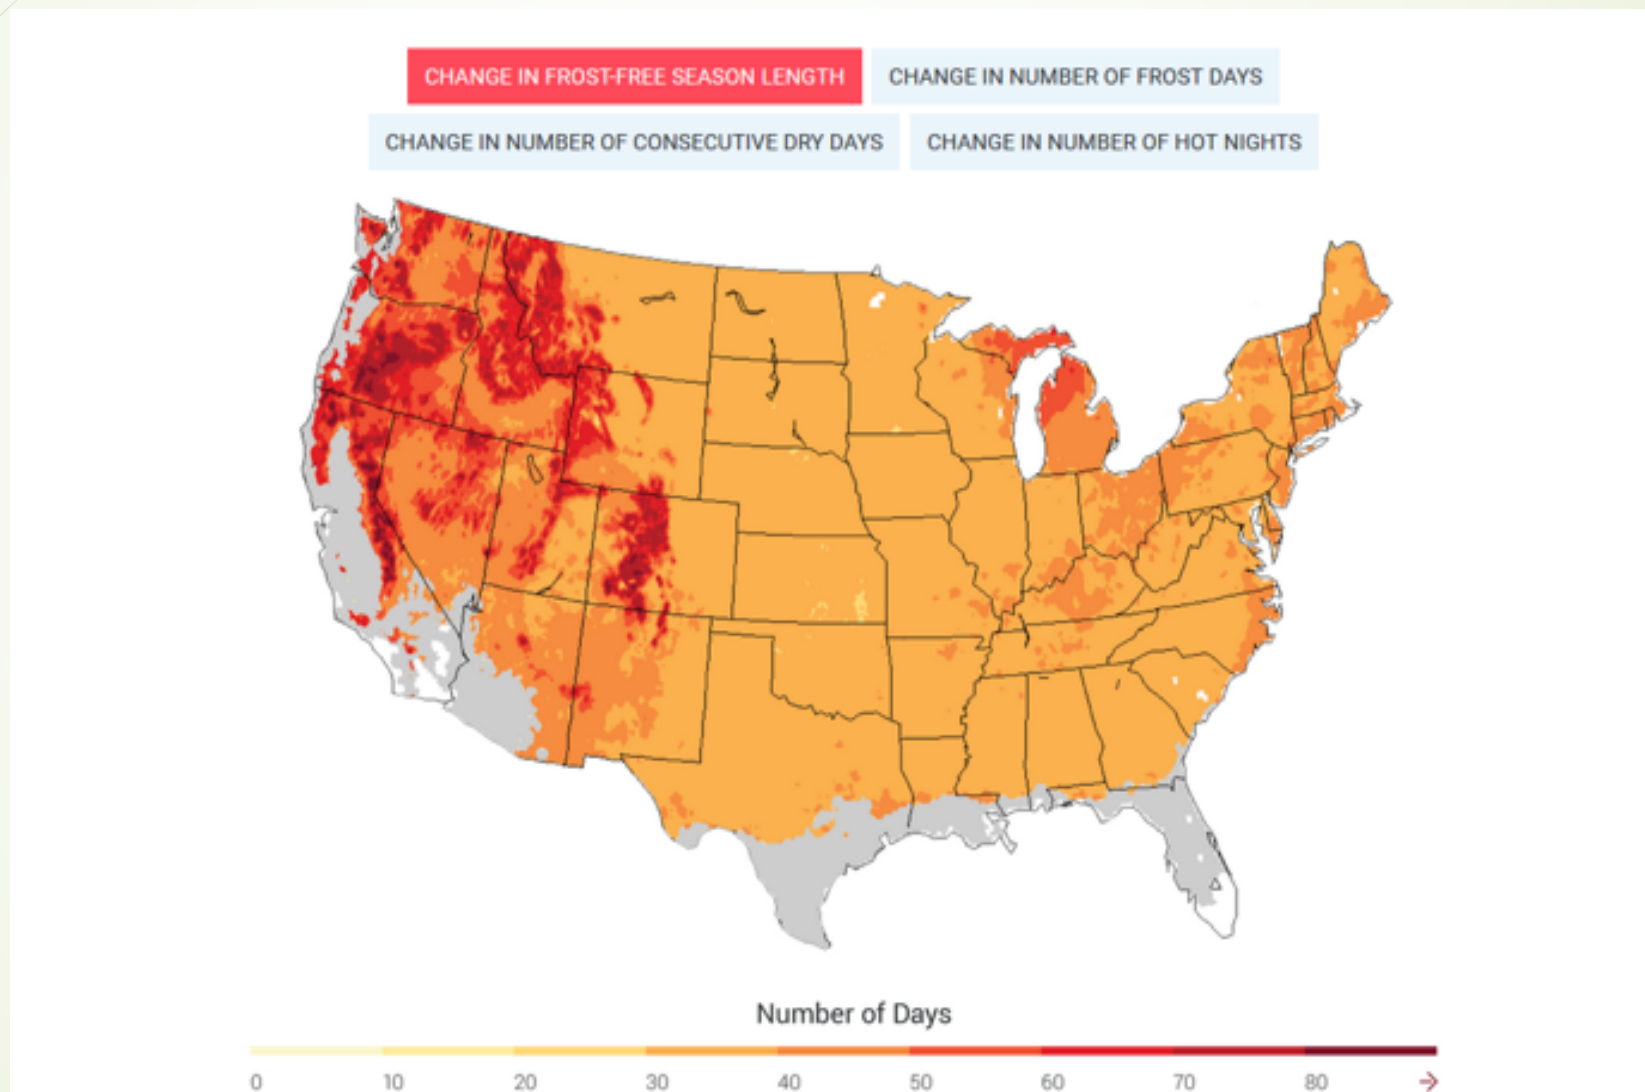 CHANGE IN FROST-FREE SEASON LENGTH
CHANGE IN NUMBER OF FROST DAYS
CHANGE IN NUMBER OF CONSECUTIVE DRY DAYS
CHANGE IN NUMBER OF HOT NIGHTS
Number of Days
0 10 20 30 40 50 60 70 80 →